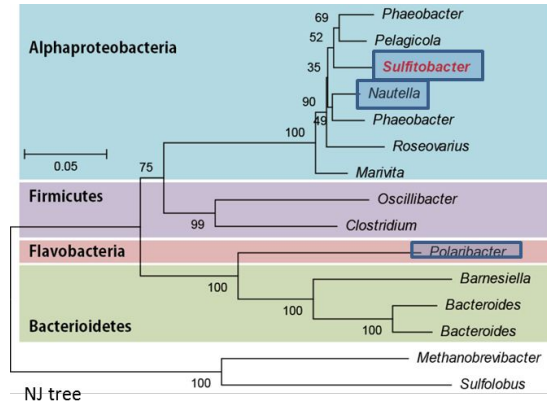 69
Phaeobacter
Alphaproteobacteria
52
Pelagicola
35
Sulfitobacter
90
Nautella
49
Phaeobacter
100
Roseovarius
0.05
75
Marivita
Firmicutes
Oscillibacter
99
Clostridium
Flavobacteria
Polaribacter
100
Barnesiella
100
Bacteroides
Bacterioidetes
100
Bacteroides
Methanobrevibacter
100
Sulfolobus
NJ tree